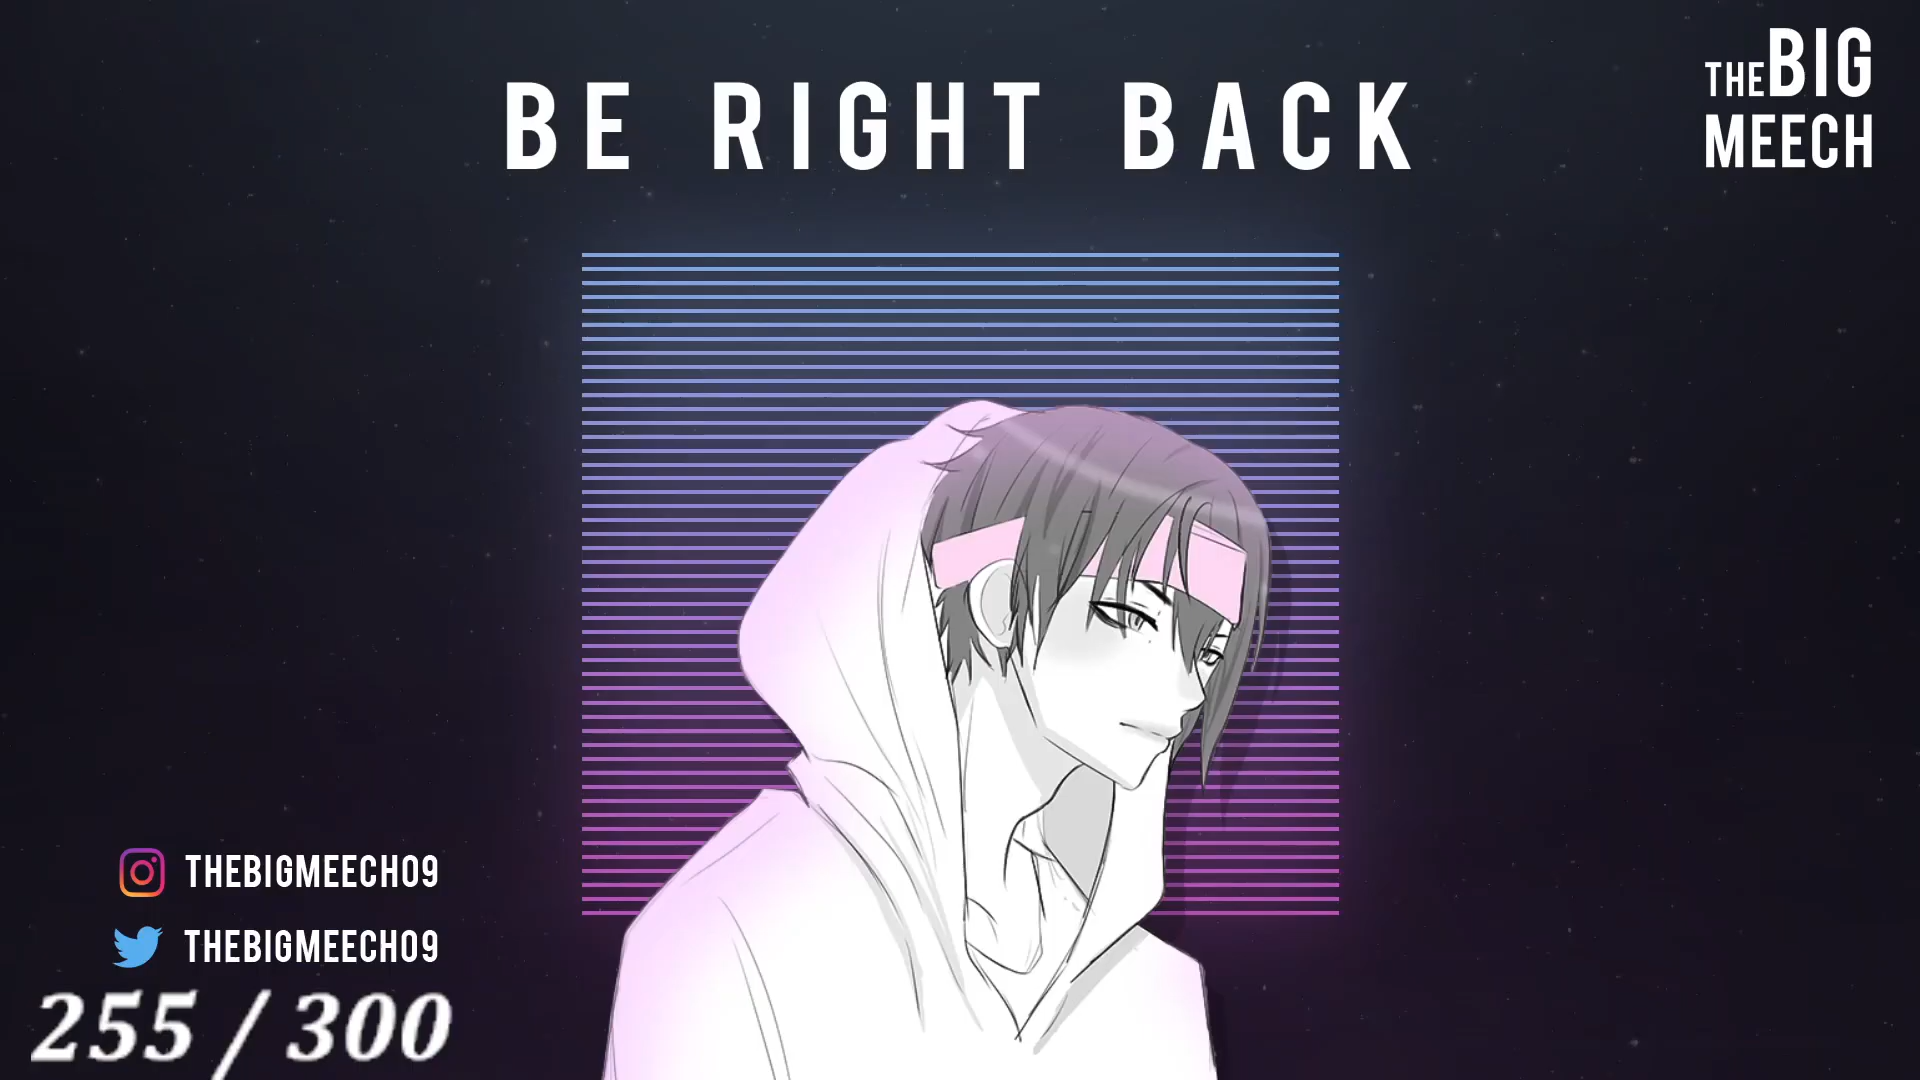 BE RIGHT BACK
THE BIG
MEECH
THEBIGMEECH09
THEBIGMEECH09
255 / 300